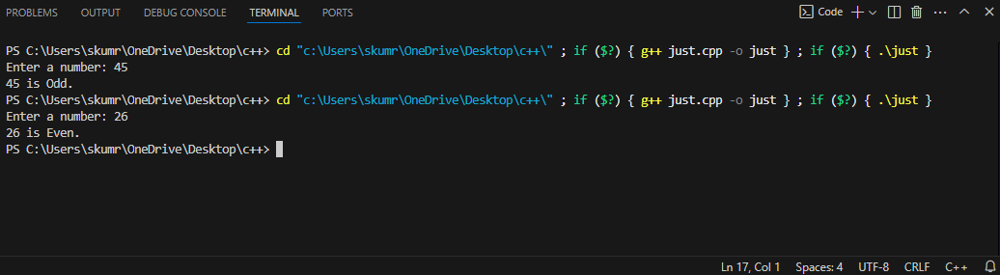 PROBLEMS OUTPUT DEBUG CONSOLE TERMINAL PORTS Code
PS C:\Users\skumr\OneDrive\Desktop\c++> cd "c:\Users\skumr\OneDrive\Desktop\c++\" ; if ($?) { g++ just.cpp -o just } ; if ($?) { .\just }
Enter a number: 45
45 is Odd.
PS C:\Users\skumr\OneDrive\Desktop\c++> cd "c:\Users\skumr\OneDrive\Desktop\c++\" ; if ($?) { g++ just.cpp -o just } ; if ($?) { .\just }
Enter a number: 26
26 is Even.
PS C:\Users\skumr\OneDrive\Desktop\c++>
Ln 17, Col 1 Spaces: 4 UTF-8 CRLF C++